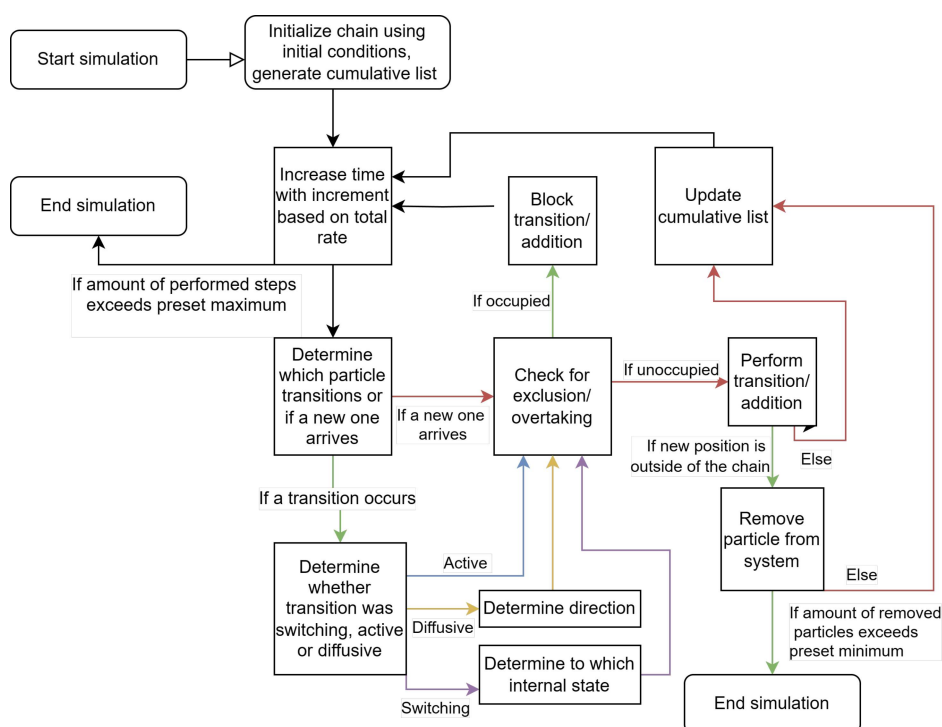 Start simulation
Initialize chain using
initial conditions,
generate cumulative list
End simulation
Increase time
with increment
based on total
rate
Block
transition/
addition
Update
cumulative list
If amount of performed steps
exceeds preset maximum
If occupied
Determine
which particle
transitions or
if a new one
arrives
If a new one
arrives
Check for
exclusion/
overtaking
If unoccupied
Perform
transition/
addition
If new position is
outside of the chain
Else
If a transition occurs
Remove
particle from
system
Else
Determine
whether
transition was
switching, active
or diffusive
Active
Diffusive
Determine direction
Switching
Determine to which
internal state
If amount of removed
particles exceeds
preset minimum
End simulation